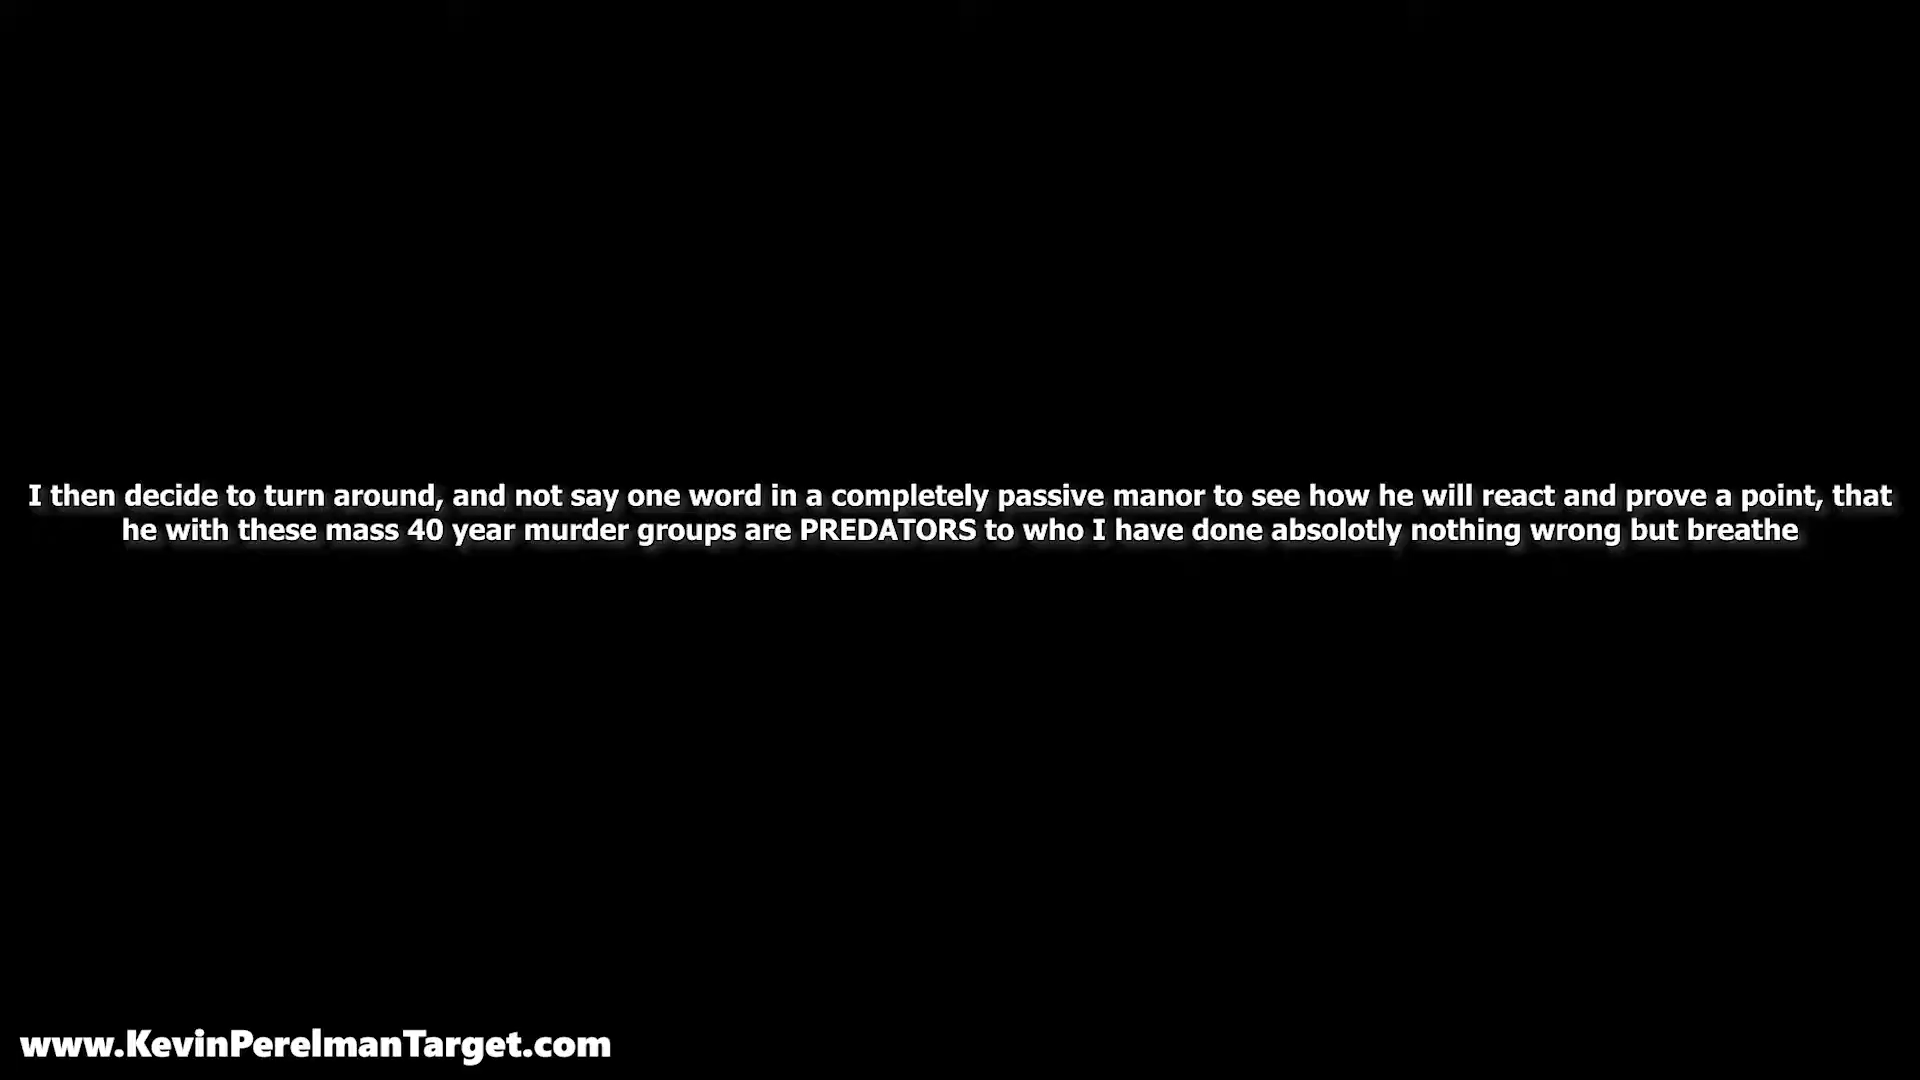 I then decide to turn around, and not say one word in a completely passive manor to see how he will react and prove a point, that
he with these mass 40 year murder groups are PREDATORS to who I have done absolotly nothing wrong but breathe
www.KevinPerelmanTarget.com